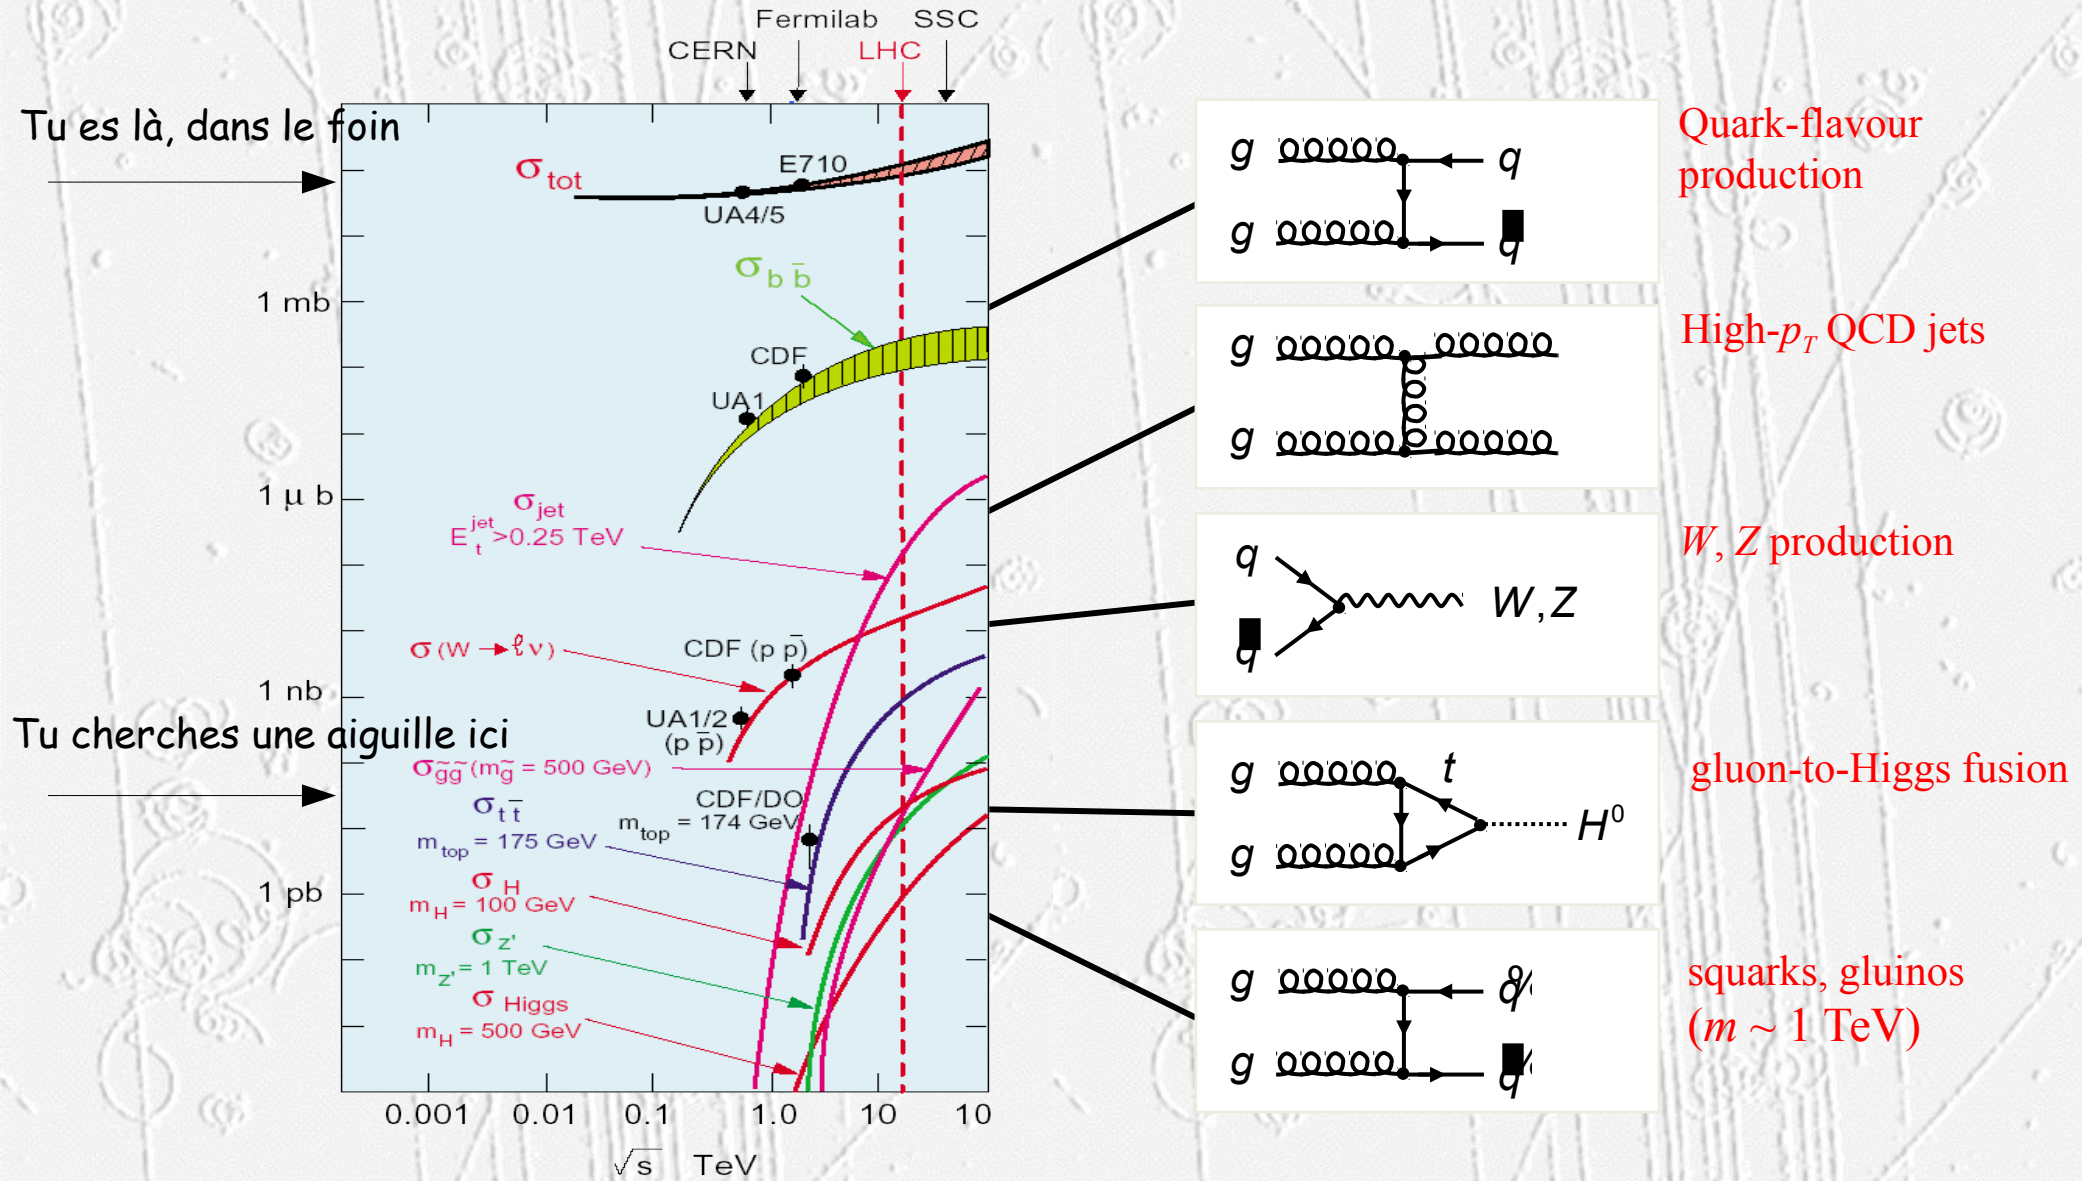 Fermilab SSC
CERN LHC
Tu es là, dans le foin
σ tot
E710
UA4/5
σ b b̅
1 mb
CDF
UA1
1 μ b
σ jet
E t jet >0.25 TeV
σ (W → ℓ ν)
CDF (p p̅)
1 nb
UA1/2
(p p̅)
Tu cherches une aiguille ici
σ g̃g̃ (m g̃ = 500 GeV)
σ t t̅
m top = 175 GeV
CDF/DO
m top = 174 GeV
1 pb
σ H
m H = 100 GeV
σ Z'
m Z' = 1 TeV
σ Higgs
m H = 500 GeV
0.001 0.01 0.1 1.0 10 10
√s TeV
g q
g q
Quark-flavour
production
g
g
High-pT QCD jets
q
W,Z
q
W, Z production
g t
H⁰
g
gluon-to-Higgs fusion
g q
g q
squarks, gluinos
(m ~ 1 TeV)